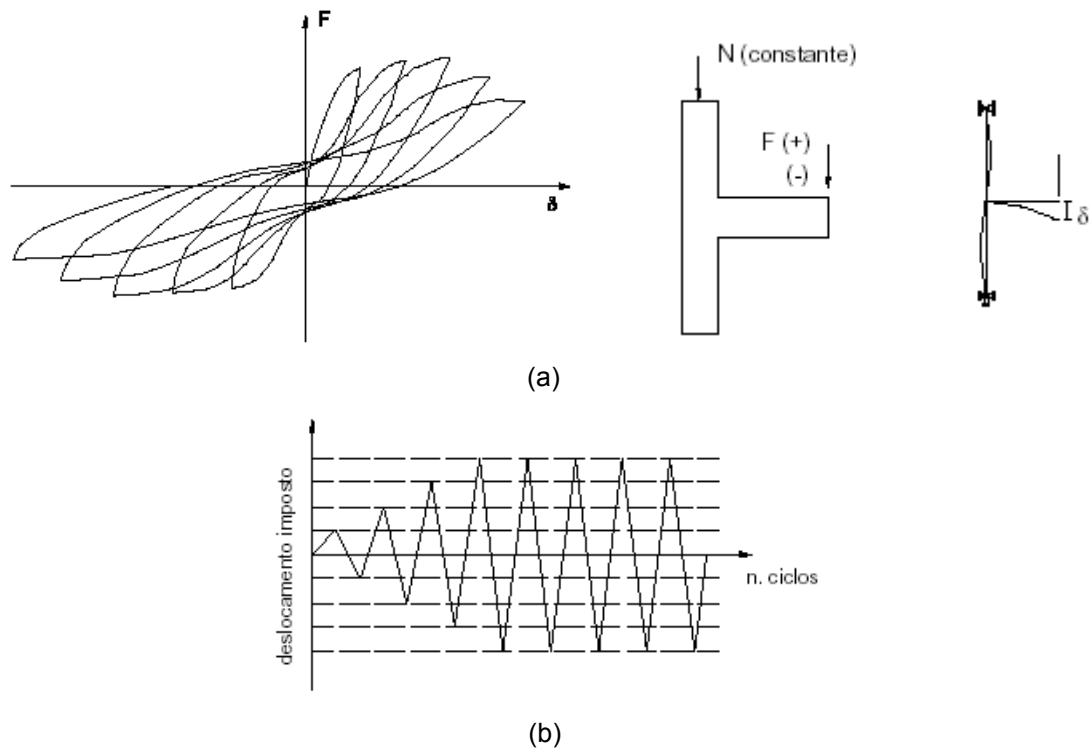 F
δ
N (constante)
F (+)
(-)
δ
(a)
deslocamento imposto
n. ciclos
(b)